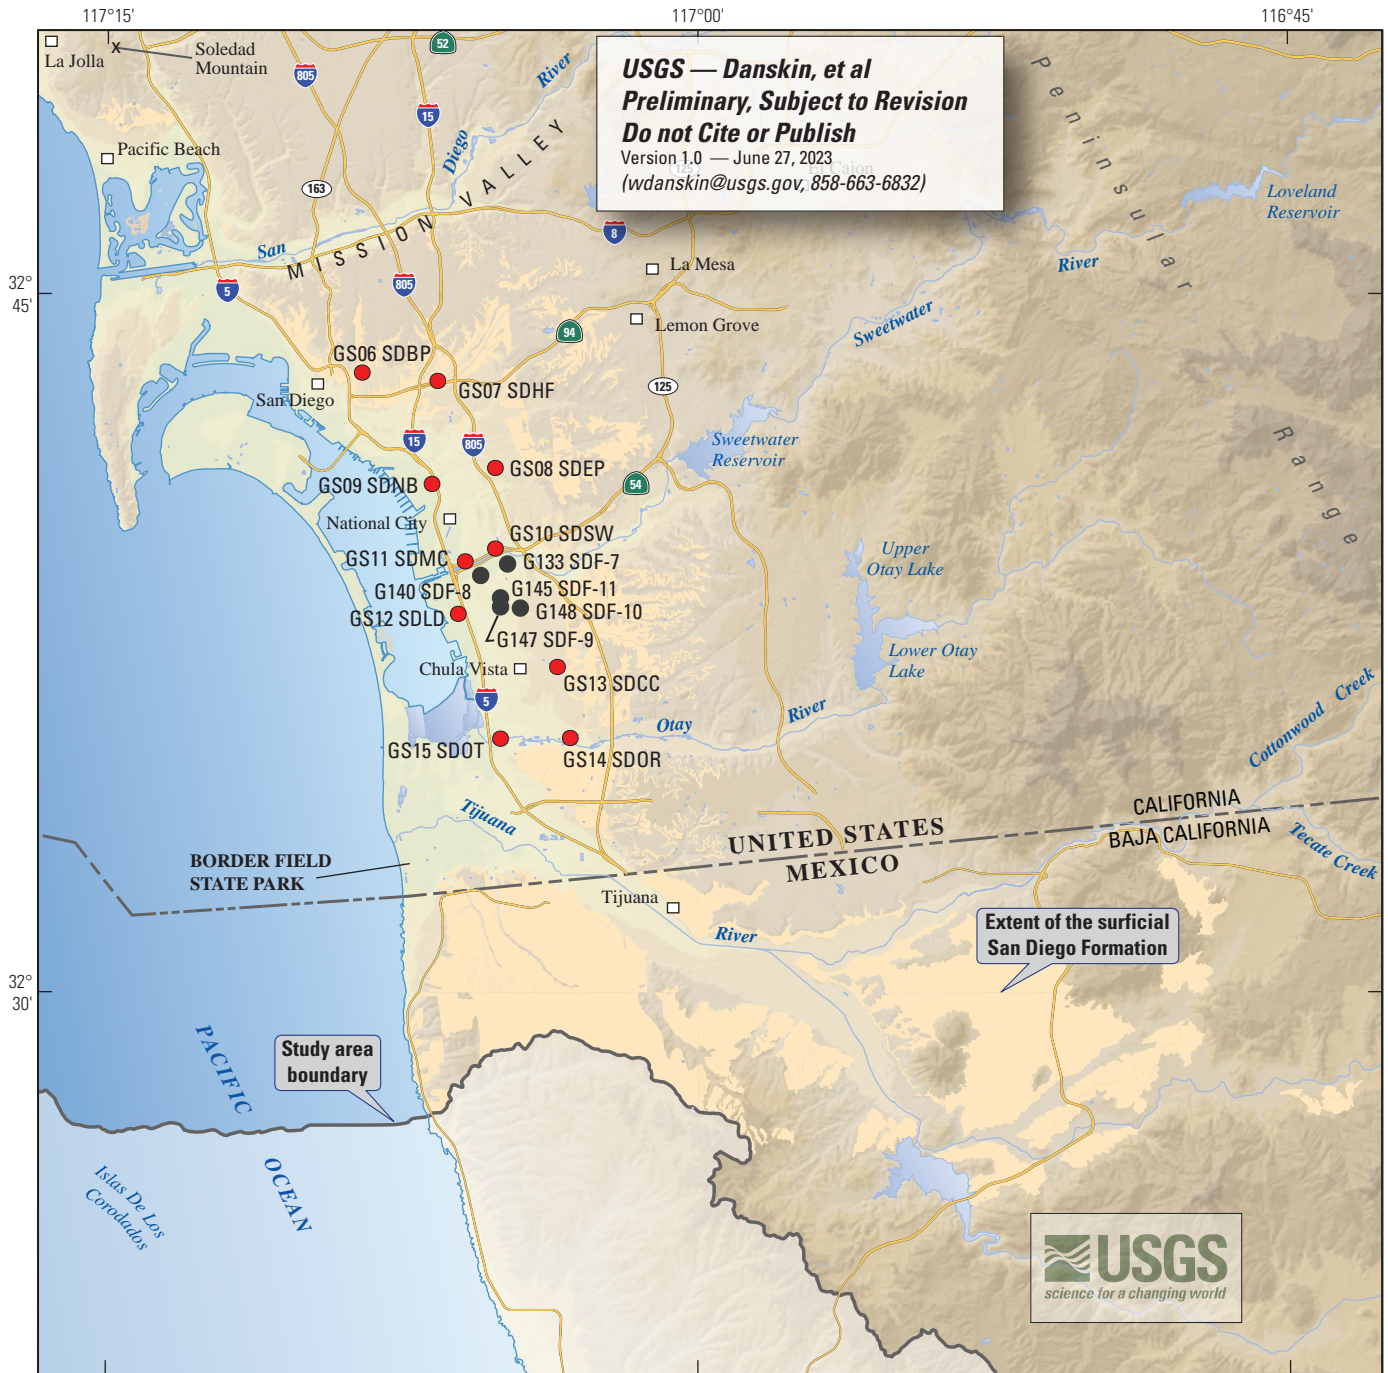 117°15'
117°00'
116°45'
La Jolla
x
Soledad
Mountain
52
805
15
River
Diego
USGS — Danskin, et al
Preliminary, Subject to Revision
Do not Cite or Publish
Version 1.0 — June 27, 2023
(wdanskin@usgs.gov, 858-663-6832)
125
El Cajon
Peninsular
Range
Pacific Beach
163
MISSION VALLEY
San
8
Loveland
Reservoir
River
Sweetwater
32°
45'
5
805
La Mesa
Lemon Grove
94
GS06 SDBP
GS07 SDHF
San Diego
125
15
805
Sweetwater
Reservoir
GS08 SDEP
GS09 SDNB
54
National City
GS10 SDSW
GS11 SDMC
G133 SDF-7
G140 SDF-8
G145 SDF-11
G148 SDF-10
GS12 SDLD
G147 SDF-9
Upper
Otay Lake
Lower Otay
Lake
Chula Vista
GS13 SDCC
5
Otay
River
GS15 SDOT
GS14 SDOR
Cottonwood Creek
Tijuana
CALIFORNIA
BAJA CALIFORNIA
UNITED STATES
MEXICO
Tecate Creek
BORDER FIELD
STATE PARK
Tijuana
River
Extent of the surficial
San Diego Formation
32°
30'
PACIFIC
OCEAN
Study area
boundary
Islas De Los
Corodados
USGS
science for a changing world